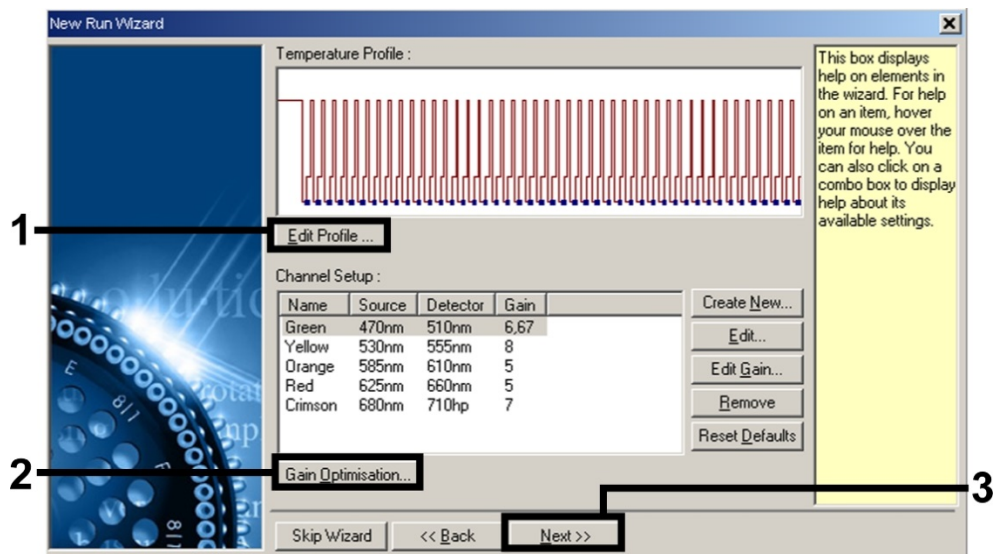 New Run Wizard
Temperature Profile :
This box displays
help on elements in
the wizard. For help
on an item, hover
your mouse over the
item for help. You
can also click on a
combo box to display
help about its
available settings.
1
Edit Profile ...
Channel Setup :
Name Source Detector Gain
Green 470nm 510nm 6,67
Yellow 530nm 555nm 8
Orange 585nm 610nm 5
Red 625nm 660nm 5
Crimson 680nm 710hp 7
Create New...
Edit...
Edit Gain...
Remove
Reset Defaults
2
Gain Optimisation...
3
Skip Wizard << Back Next >>